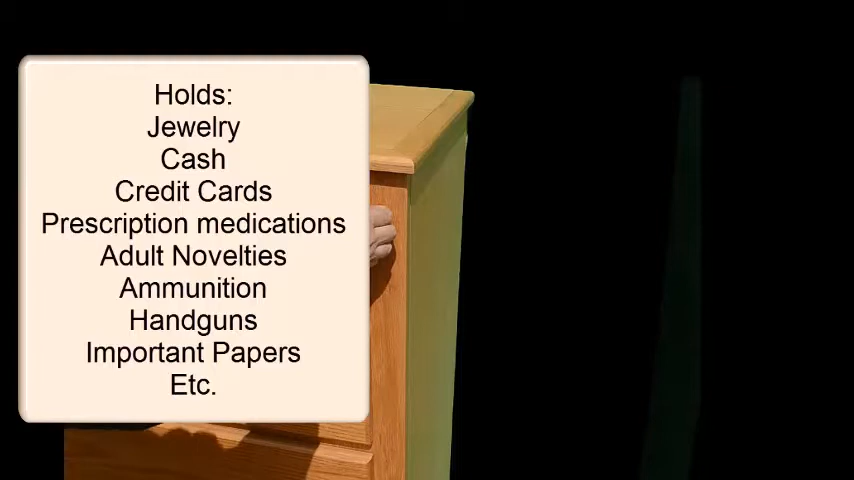 Holds:
Jewelry
Cash
Credit Cards
Prescription medications
Adult Novelties
Ammunition
Handguns
Important Papers
Etc.